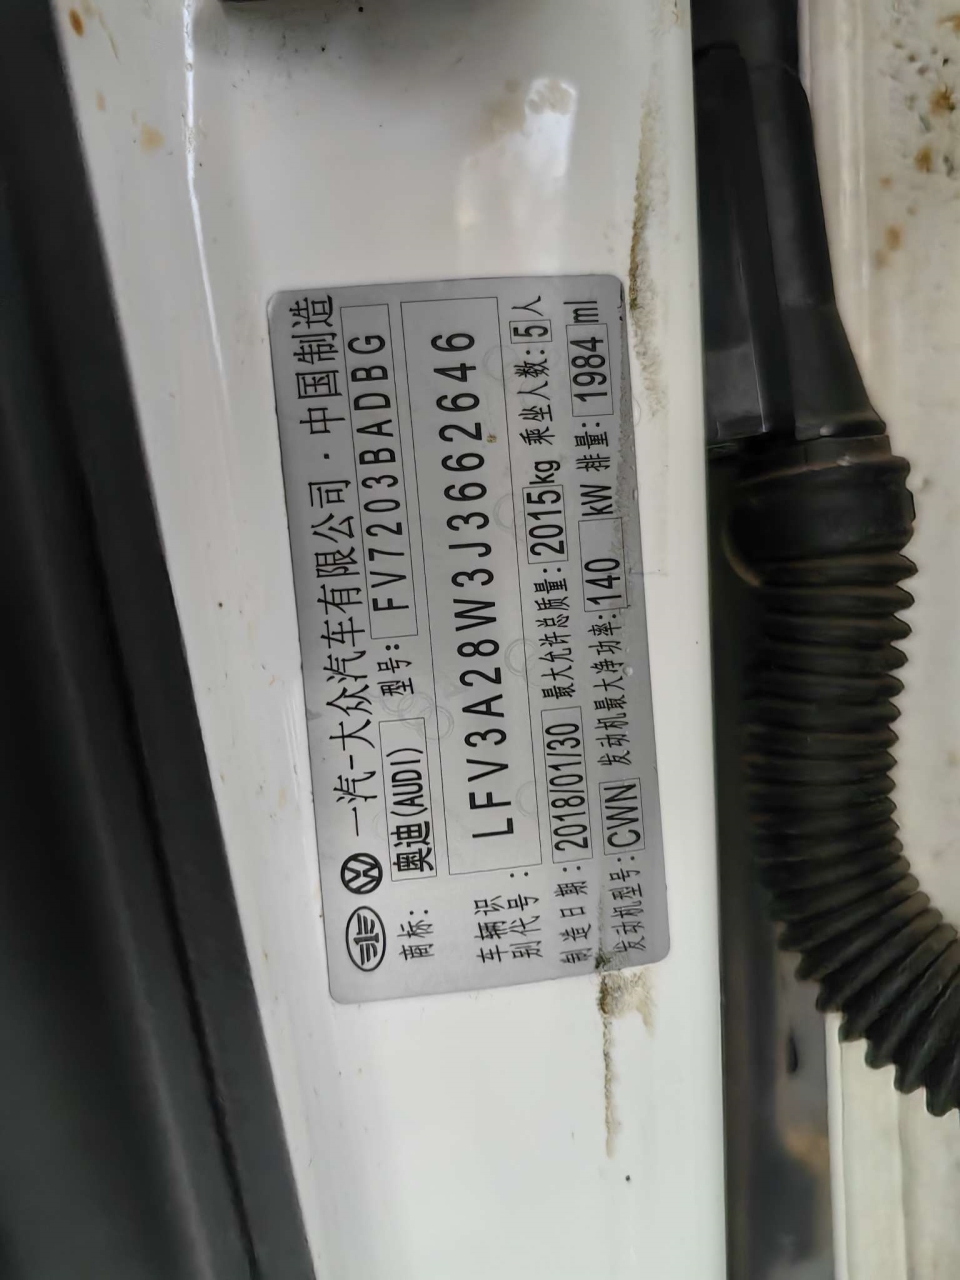 一汽-大众汽车有限公司·中国制造
商标: 奥迪(AUDI) 型号: FV7203BADBG
车辆识别代号: LFV3A28W3J3662646
制造日期: 2018/01/30 最大允许总质量: 2015kg 乘坐人数: 5人
发动机型号: CWN 发动机最大净功率: 140 kW 排量: 1984 ml